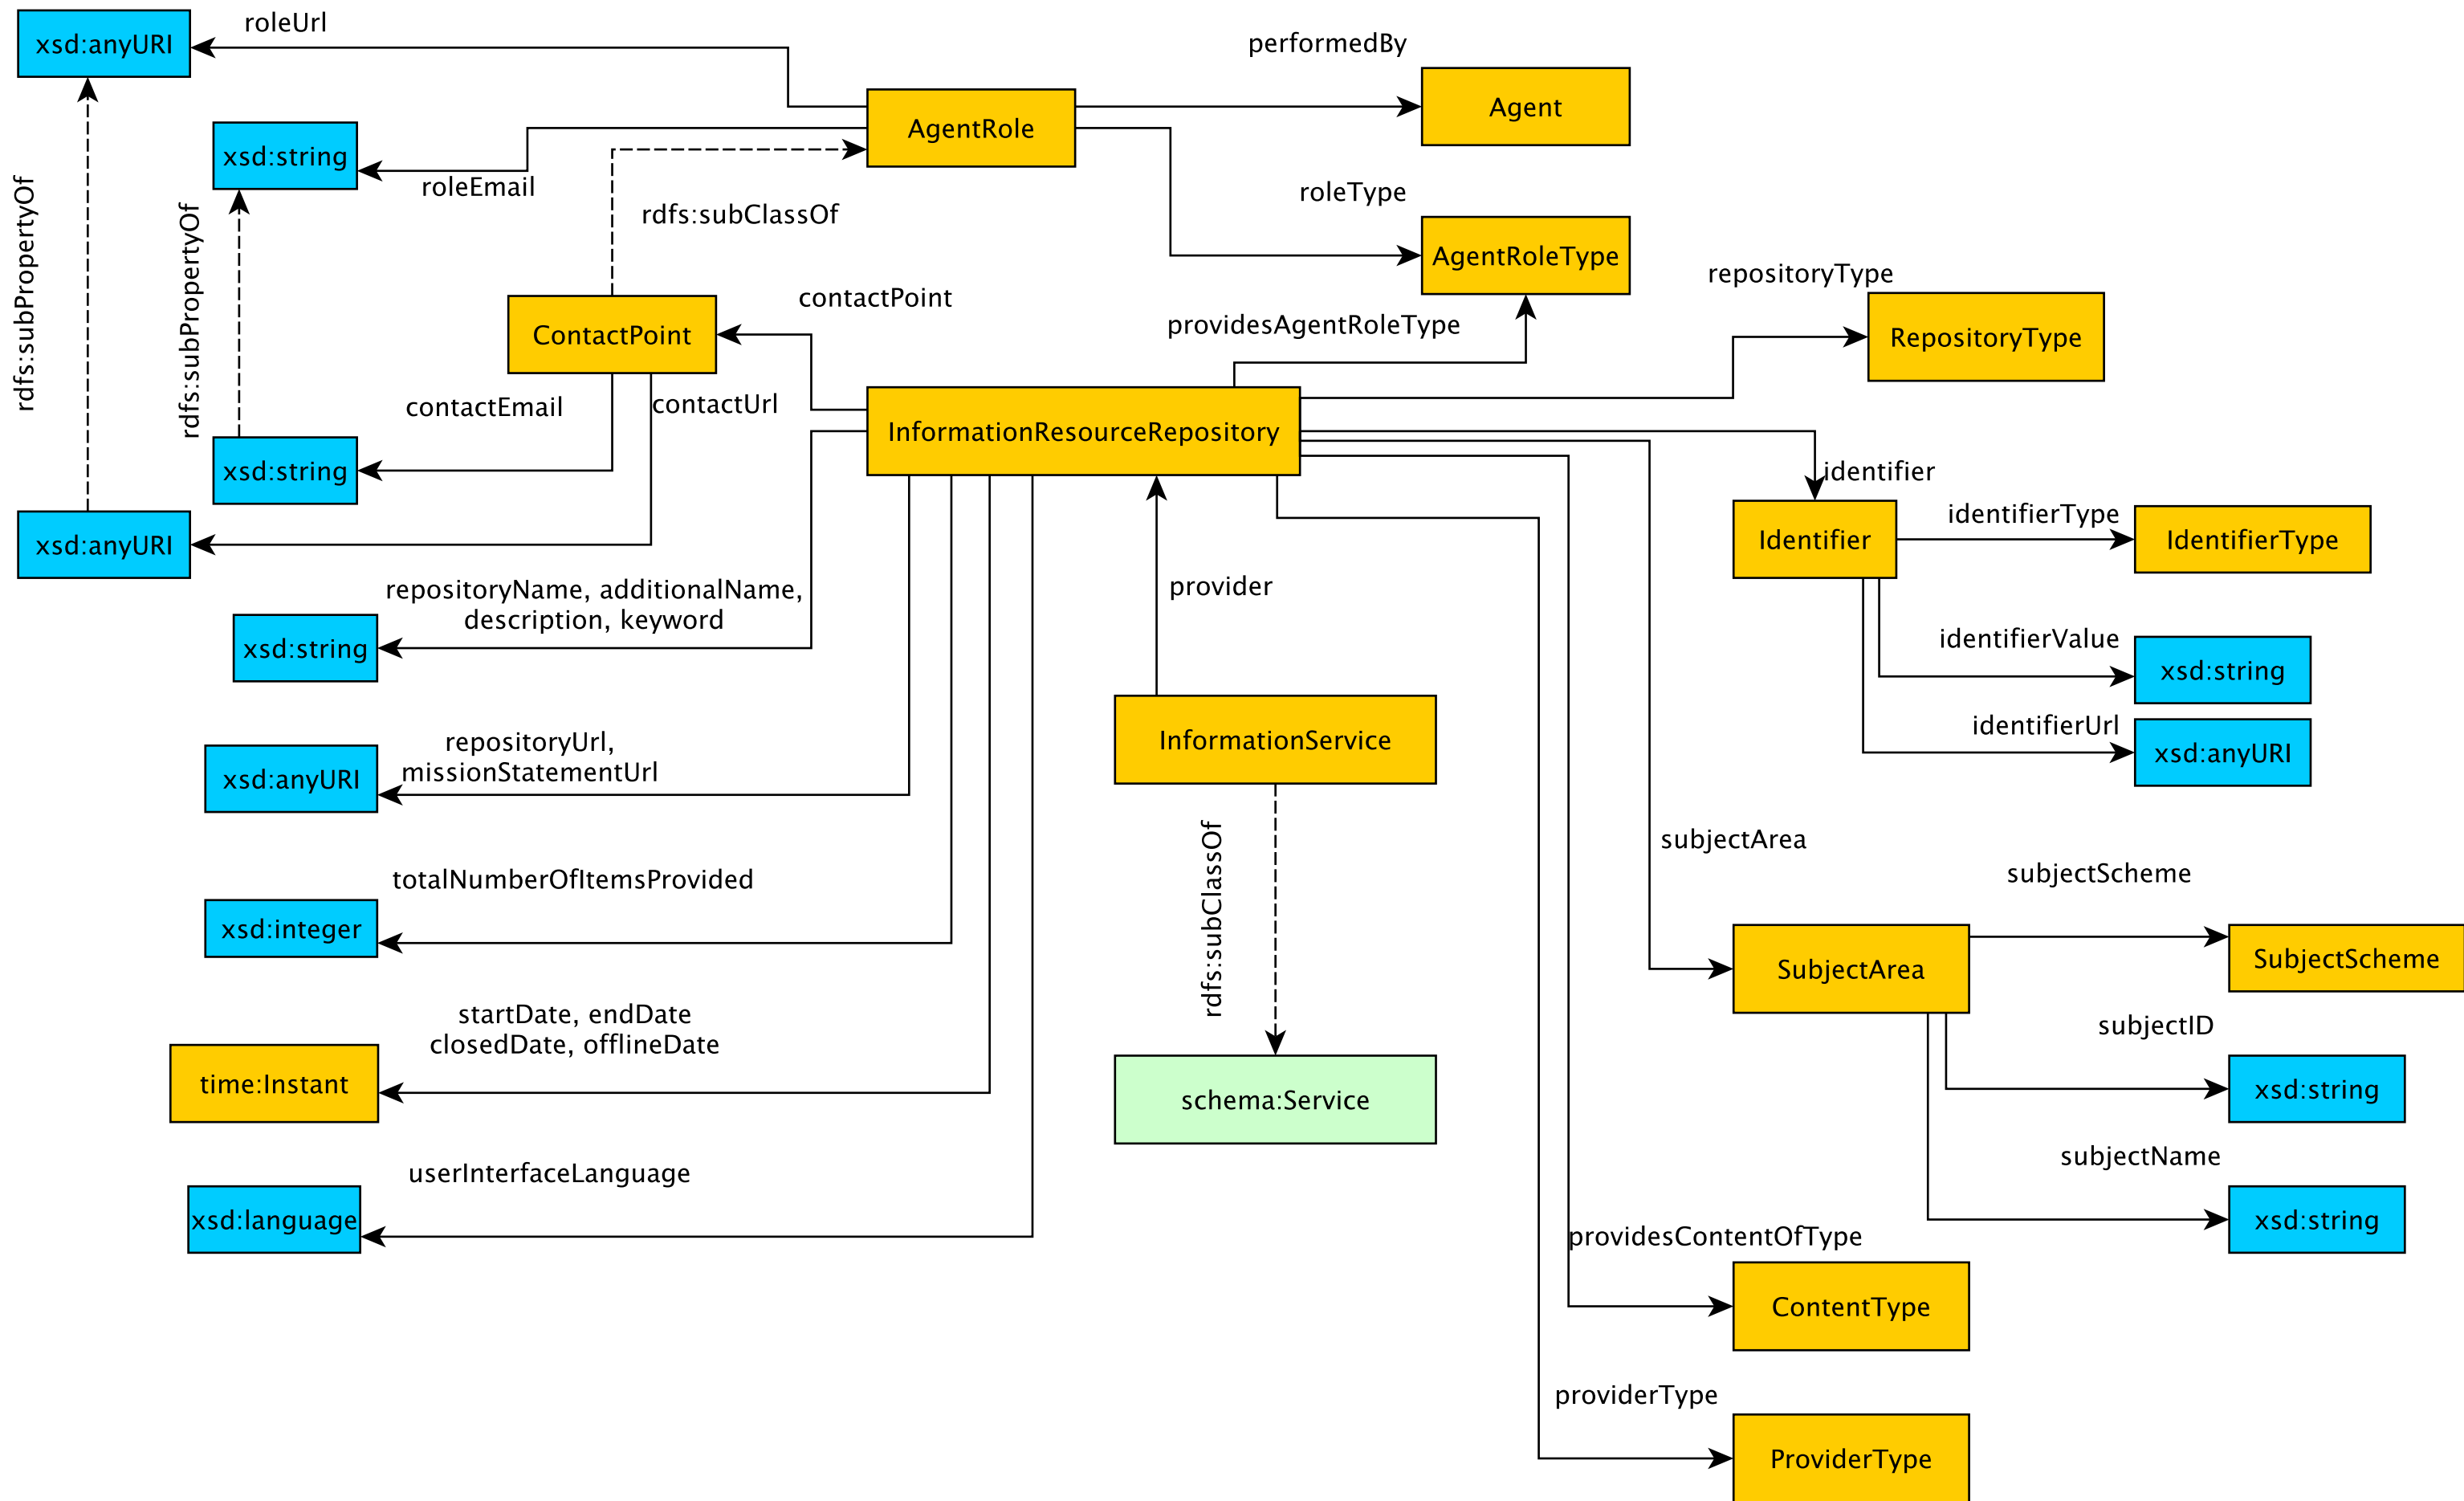 roleUrl
xsd:anyURI
performedBy
Agent
AgentRole
xsd:string
roleEmail
roleType
rdfs:subClassOf
AgentRoleType
rdfs:subPropertyOf
rdfs:subPropertyOf
repositoryType
contactPoint
providesAgentRoleType
ContactPoint
RepositoryType
contactEmail
contactUrl
InformationResourceRepository
xsd:string
identifier
identifierType
xsd:anyURI
Identifier
IdentifierType
repositoryName, additionalName,
description, keyword
provider
xsd:string
identifierValue
xsd:string
identifierUrl
repositoryUrl,
missionStatementUrl
InformationService
xsd:anyURI
xsd:anyURI
subjectArea
totalNumberOfItemsProvided
rdfs:subClassOf
subjectScheme
xsd:integer
SubjectArea
SubjectScheme
startDate, endDate
closedDate, offlineDate
subjectID
time:Instant
schema:Service
xsd:string
userInterfaceLanguage
subjectName
xsd:language
xsd:string
providesContentOfType
ContentType
providerType
ProviderType